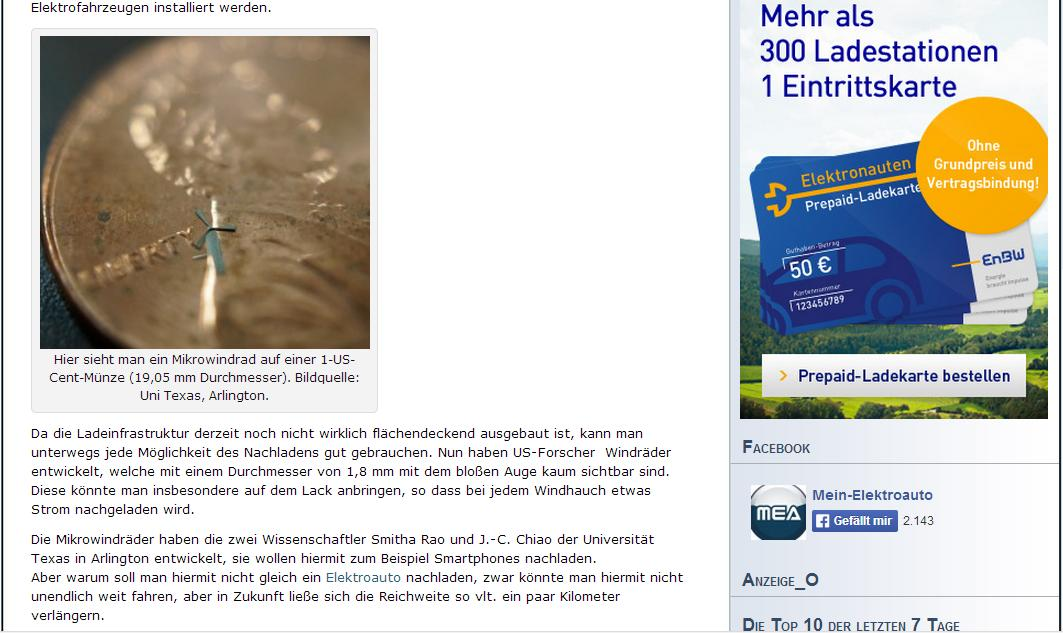 Elektrofahrzeugen installiert werden.
LIBERTY
Hier sieht man ein Mikrowindrad auf einer 1-US-
Cent-Münze (19,05 mm Durchmesser). Bildquelle:
Uni Texas, Arlington.
Da die Ladeinfrastruktur derzeit noch nicht wirklich flächendeckend ausgebaut ist, kann man
unterwegs jede Möglichkeit des Nachladens gut gebrauchen. Nun haben US-Forscher  Windräder
entwickelt, welche mit einem Durchmesser von 1,8 mm mit dem bloßen Auge kaum sichtbar sind.
Diese könnte man insbesondere auf dem Lack anbringen, so dass bei jedem Windhauch etwas
Strom nachgeladen wird.
Die Mikrowindräder haben die zwei Wissenschaftler Smitha Rao und J.-C. Chiao der Universität
Texas in Arlington entwickelt, sie wollen hiermit zum Beispiel Smartphones nachladen.
Aber warum soll man hiermit nicht gleich ein Elektroauto nachladen, zwar könnte man hiermit nicht
unendlich weit fahren, aber in Zukunft ließe sich die Reichweite so vlt. ein paar Kilometer
verlängern.
Mehr als
300 Ladestationen
1 Eintrittskarte
Ohne
Grundpreis und
Vertragsbindung!
Elektronauten
Prepaid-Ladekarte
Guthaben-Betrag
50 €
Kartennummer
123456789
EnBW
Energie
braucht Impulse
Prepaid-Ladekarte bestellen
Facebook
MEA
Mein-Elektroauto
Gefällt mir 2.143
Anzeige_O
Die Top 10 der letzten 7 Tage